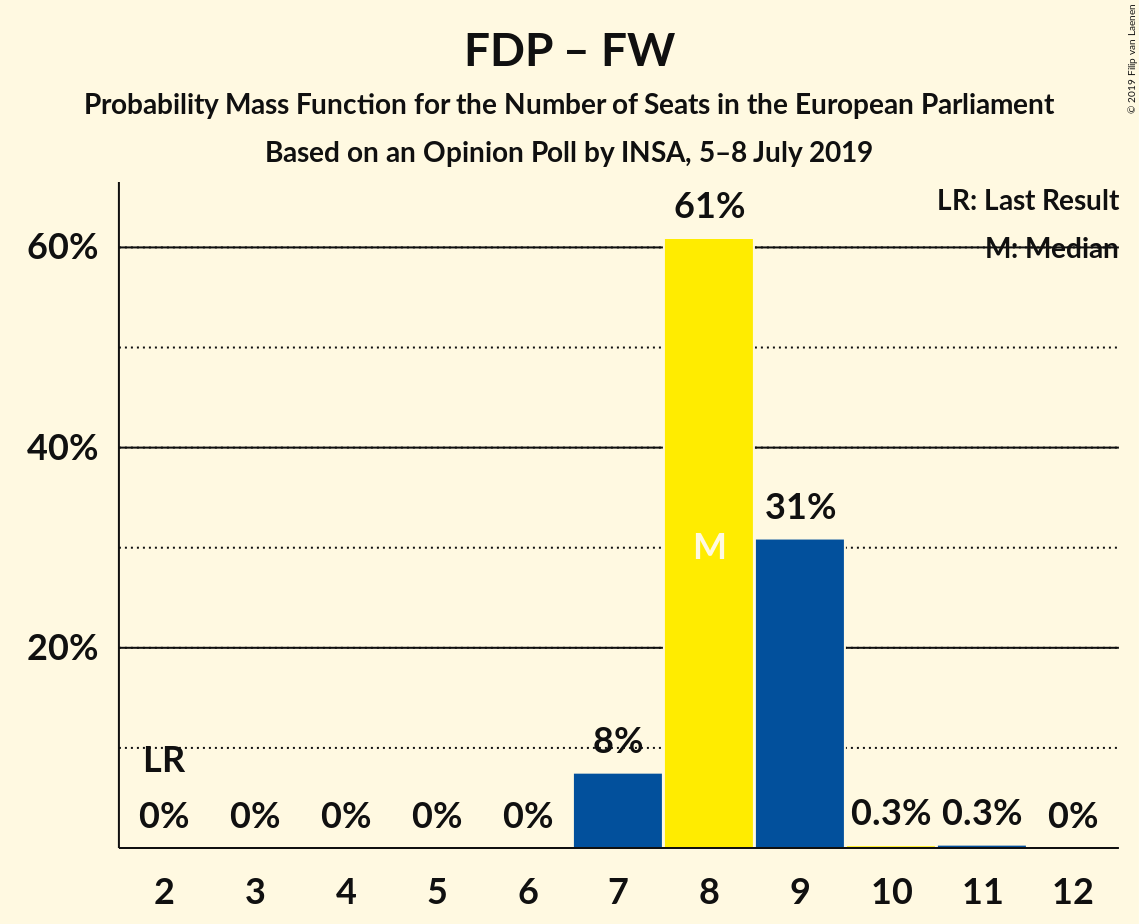 FDP – FW
Probability Mass Function for the Number of Seats in the European Parliament
Based on an Opinion Poll by INSA, 5–8 July 2019
© 2019 Filip van Laenen
LR: Last Result
M: Median
61%
60%
40%
31%
M
20%
8%
LR
0% 0% 0% 0% 0% 0.3% 0.3% 0%
2 3 4 5 6 7 8 9 10 11 12